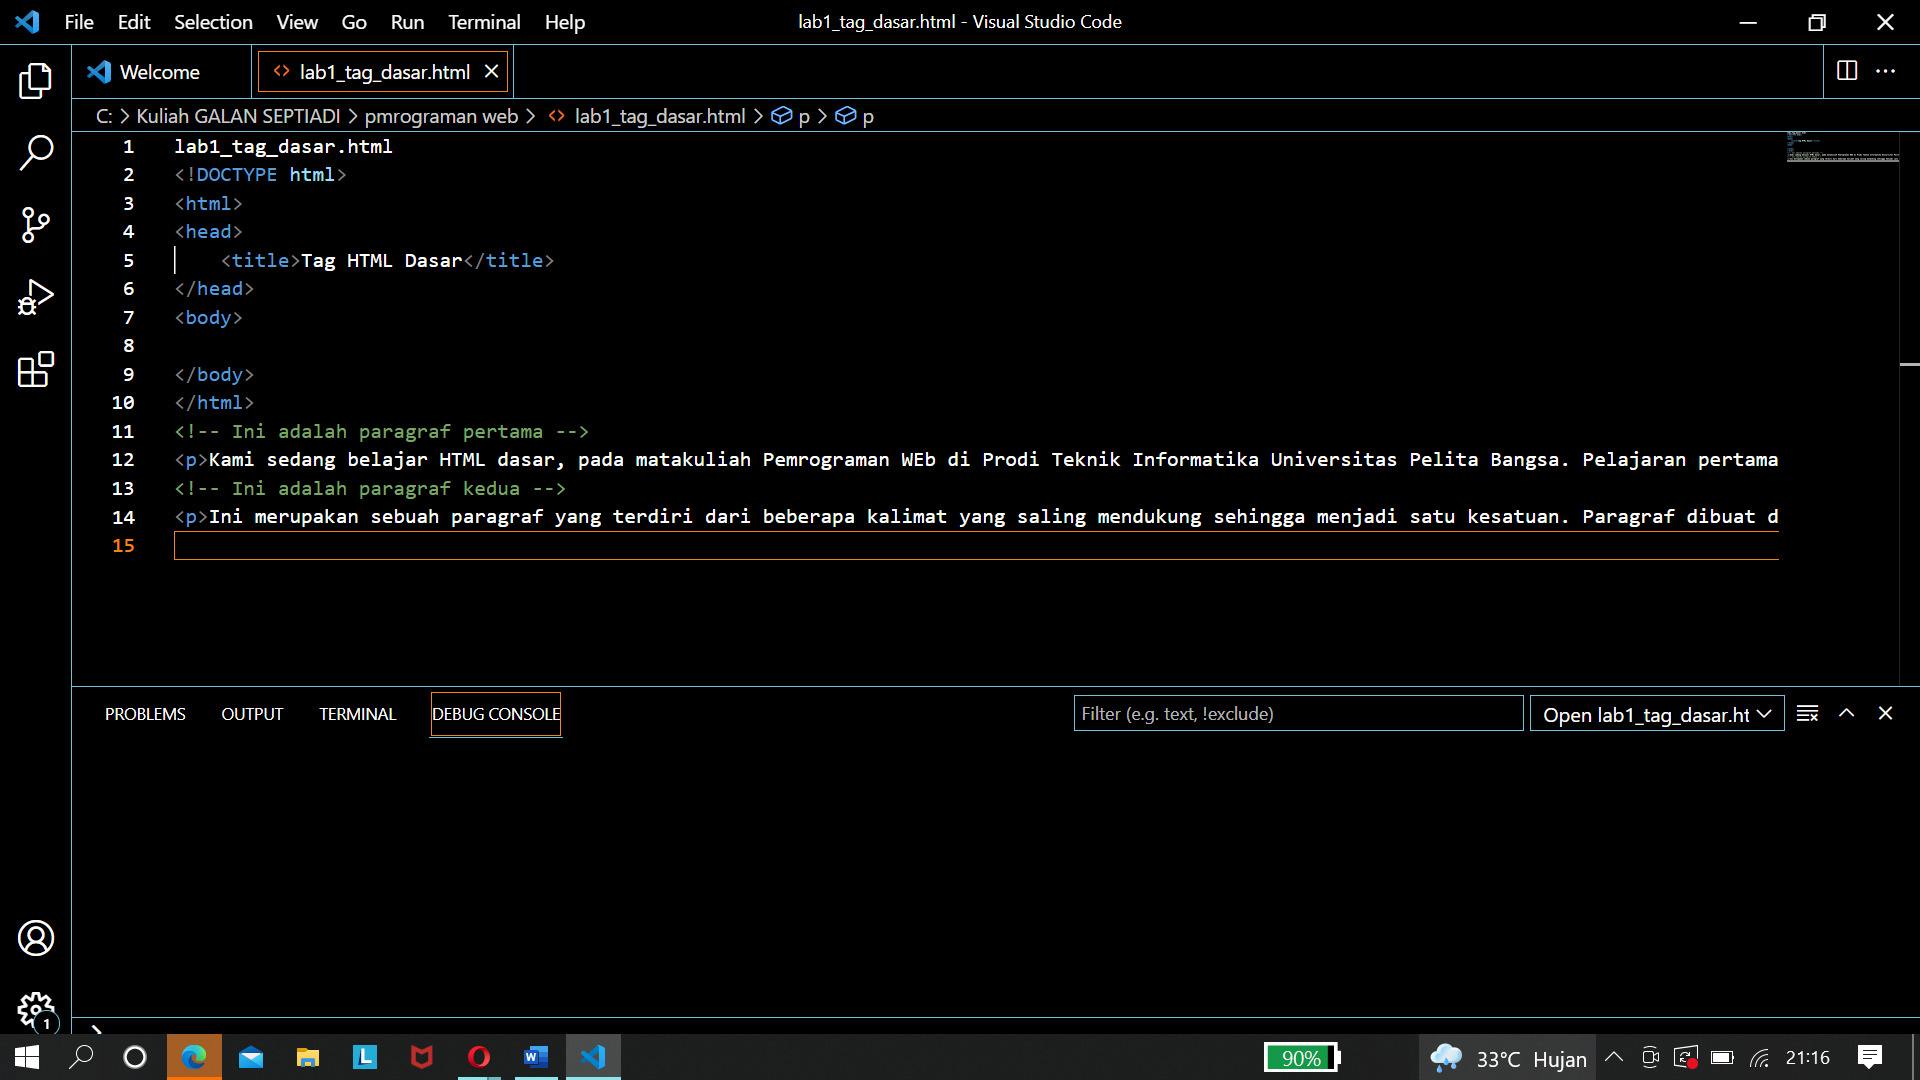 File Edit Selection View Go Run Terminal Help lab1_tag_dasar.html - Visual Studio Code
Welcome lab1_tag_dasar.html
C: > Kuliah GALAN SEPTIADI > pmrograman web > lab1_tag_dasar.html > p > p
1 lab1_tag_dasar.html
2 <!DOCTYPE html>
3 <html>
4 <head>
5 <title>Tag HTML Dasar</title>
6 </head>
7 <body>
8
9 </body>
10 </html>
11 <!-- Ini adalah paragraf pertama -->
12 <p>Kami sedang belajar HTML dasar, pada matakuliah Pemrograman WEb di Prodi Teknik Informatika Universitas Pelita Bangsa. Pelajaran pertama
13 <!-- Ini adalah paragraf kedua -->
14 <p>Ini merupakan sebuah paragraf yang terdiri dari beberapa kalimat yang saling mendukung sehingga menjadi satu kesatuan. Paragraf dibuat d
15
PROBLEMS OUTPUT TERMINAL DEBUG CONSOLE Filter (e.g. text, !exclude) Open lab1_tag_dasar.ht
1
90% 33°C Hujan 21:16